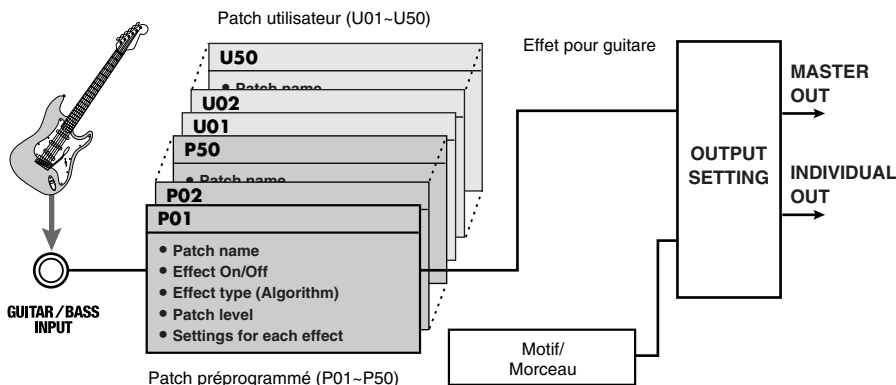 Patch utilisateur (U01~U50)
Effet pour guitare
U50
• Patch name
U02
U01
P50
• Patch name
P02
P01
• Patch name
• Effect On/Off
• Effect type (Algorithm)
• Patch level
• Settings for each effect
Patch préprogrammé (P01~P50)
GUITAR/BASS
INPUT
Motif/
Morceau
OUTPUT
SETTING
MASTER
OUT
INDIVIDUAL
OUT